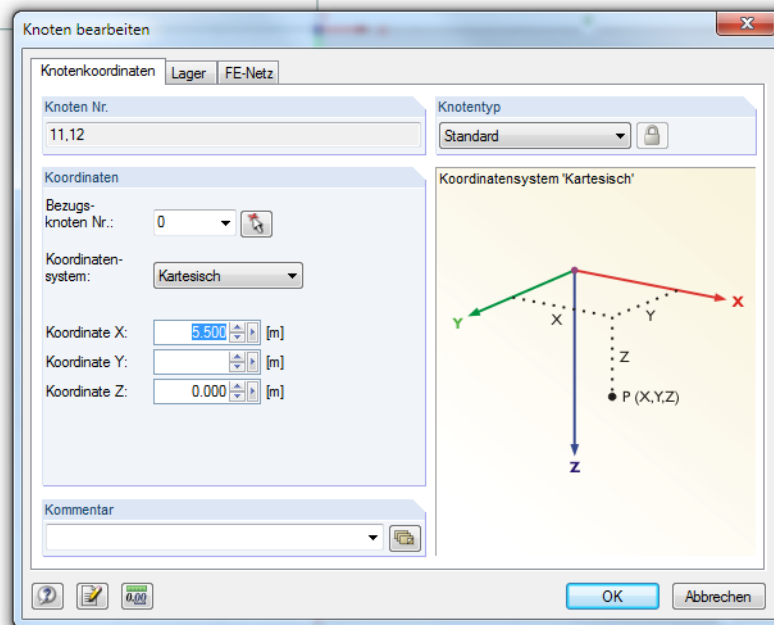 Knoten bearbeiten
Knotenkoordinaten Lager FE-Netz
Knoten Nr.
11,12
Knotentyp
Standard
Koordinaten
Bezugs-
knoten Nr.: 0
Koordinaten-
system: Kartesisch
Koordinate X: 5.500 [m]
Koordinate Y: [m]
Koordinate Z: 0.000 [m]
Koordinatensystem 'Kartesisch'
X
Y
X
Y
Z
P (X,Y,Z)
Z
Kommentar
0.00
OK Abbrechen